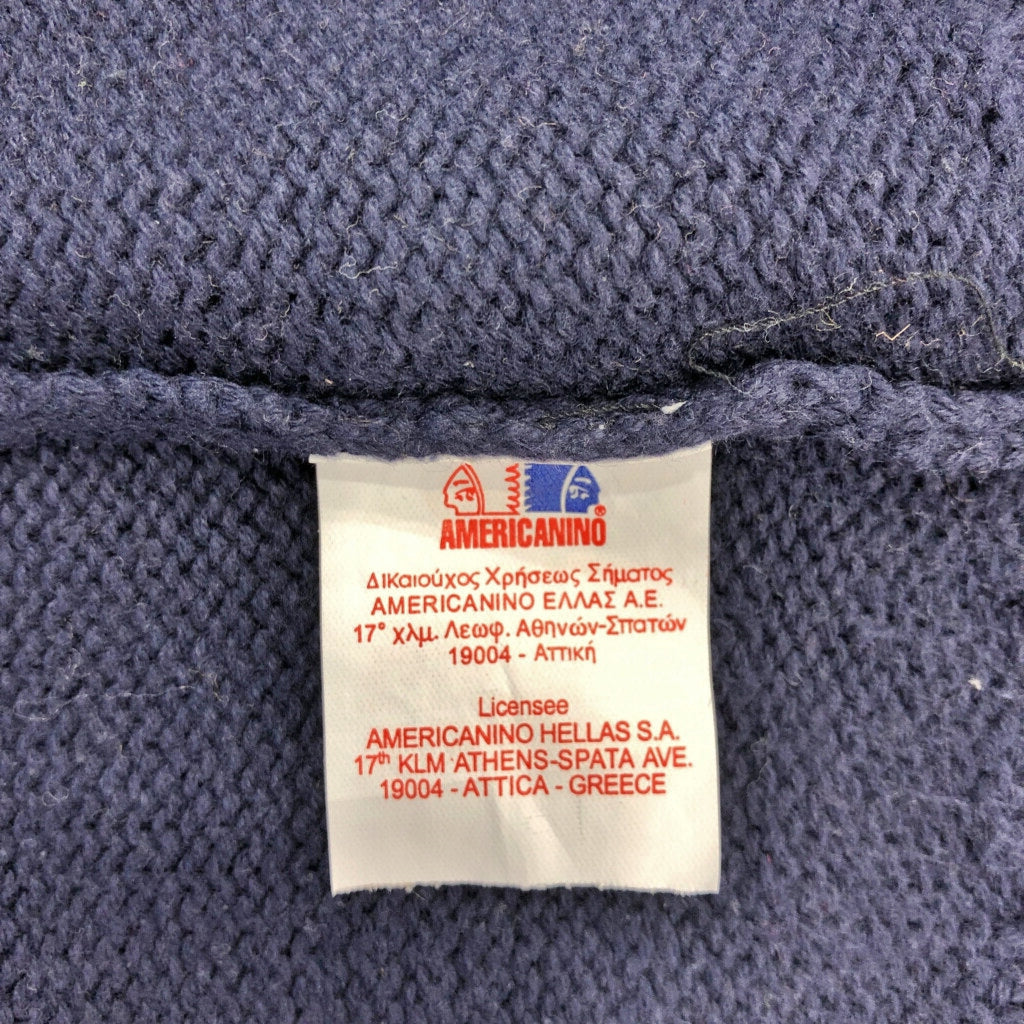 AMERICANINO®
Δικαιούχος Χρήσεως Σήματος
AMERICANINO ΕΛΛΑΣ Α.Ε.
17° χλμ. Λεωφ. Αθηνών-Σπατών
19004 - Αττική
Licensee
AMERICANINO HELLAS S.A.
17th KLM ATHENS-SPATA AVE.
19004 - ATTICA - GREECE